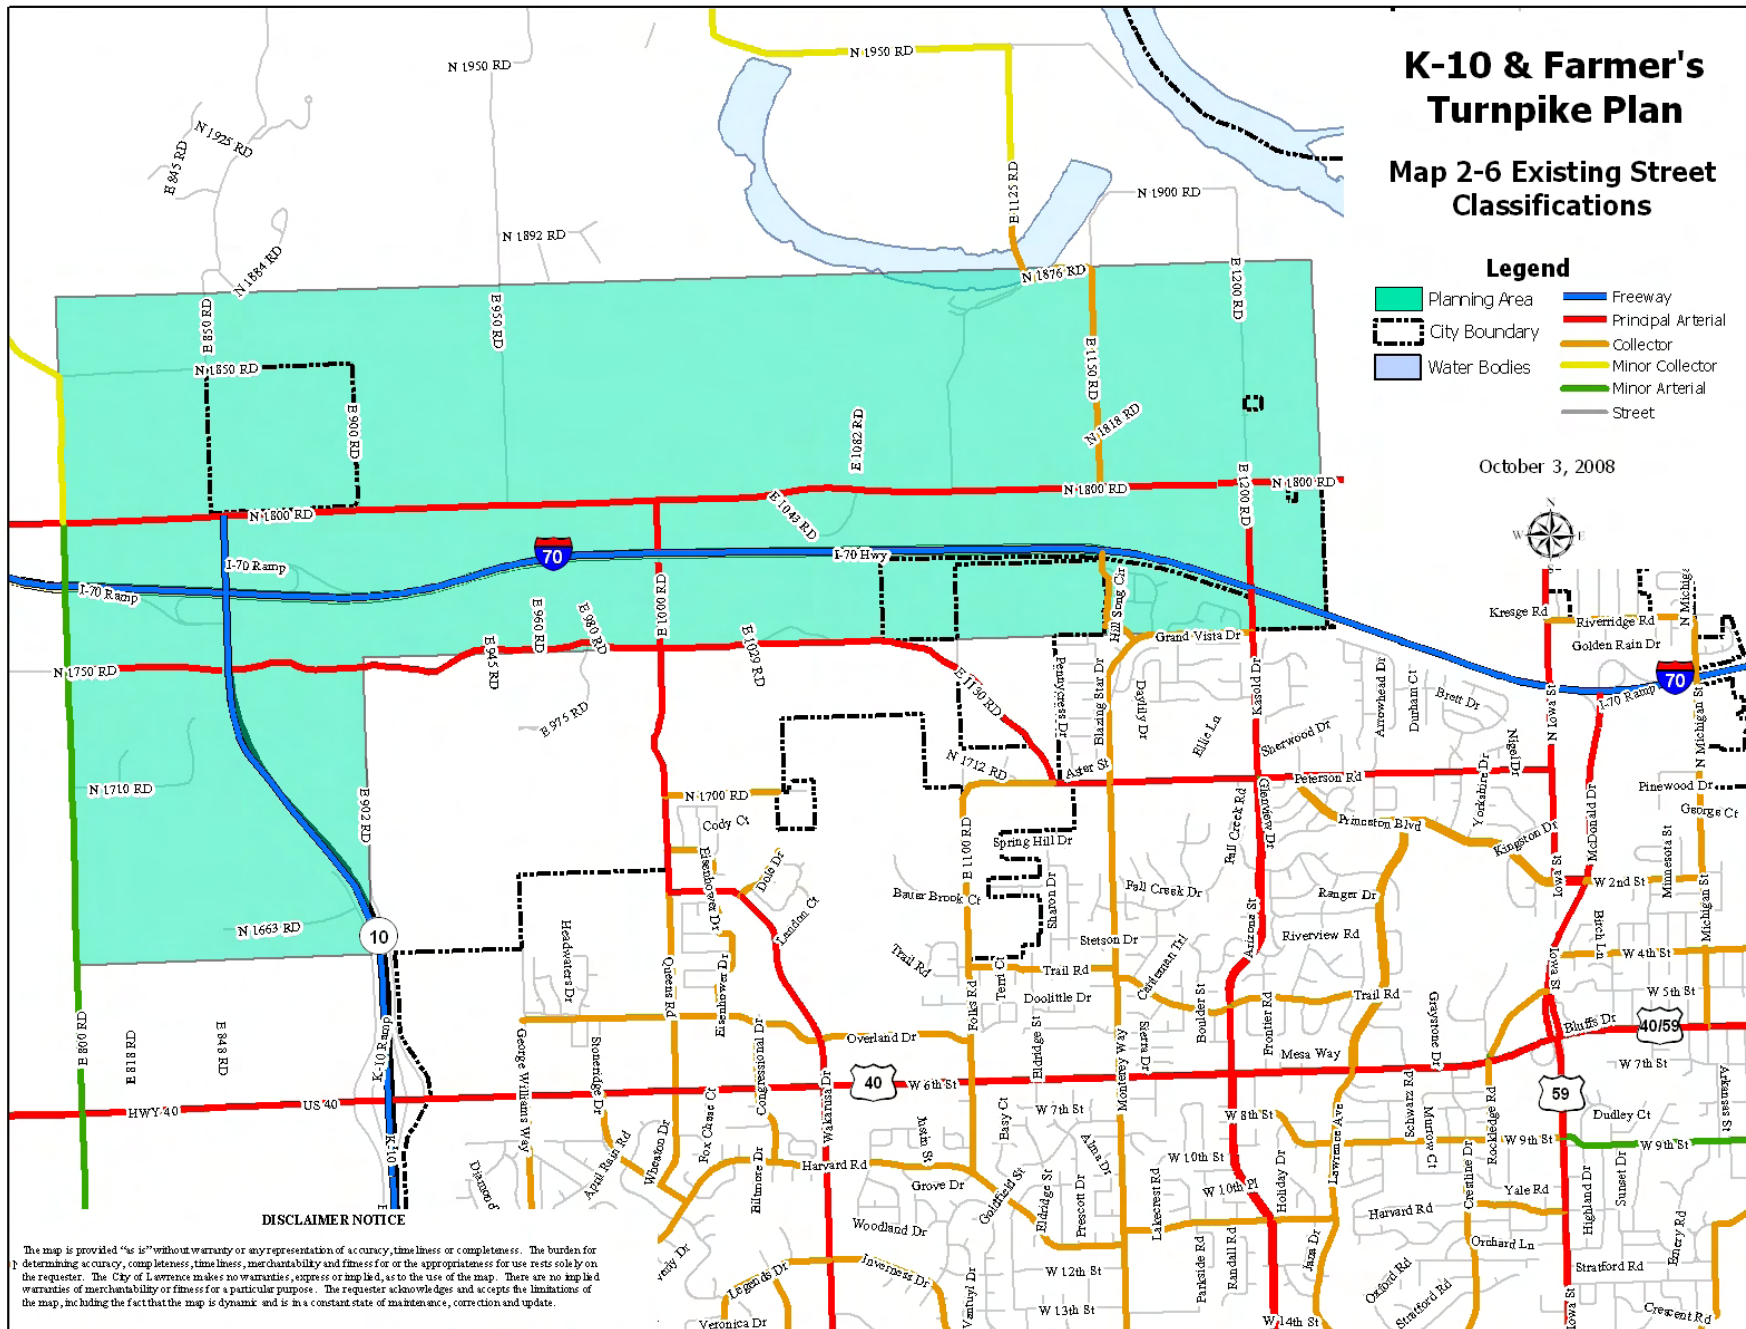 K-10 & Farmer's
Turnpike Plan
Map 2-6 Existing Street
Classifications
Legend
Planning Area
City Boundary
Water Bodies
Freeway
Principal Arterial
Collector
Minor Collector
Minor Arterial
Street
October 3, 2008
N
W
E
S
N 1950 RD
N 1950 RD
N 1925 RD
E 845 RD
E 1125 RD
N 1900 RD
N 1892 RD
N 1884 RD
N 1876 RD
E 1200 RD
E 850 RD
E 950 RD
N 1850 RD
E 900 RD
E 1150 RD
N 1818 RD
E 1082 RD
E 1200 RD
N 1800 RD
N 1800 RD
N 1800 RD
E 1043 RD
I-70 Ramp
70
I-70 Hwy
I-70 Ramp
E 1000 RD
E 960 RD
E 980 RD
E 945 RD
E 1029 RD
Hill Song Cir
Grand Vista Dr
Kresge Rd
Riverridge Rd
N Michiga
Golden Rain Dr
N 1750 RD
E 1130 RD
Pennycress Dr
Blazing Star Dr
Daylily Dr
Ellie Ln
Kasold Dr
Sherwood Dr
Arrowhead Dr
Durham Ct
Brett Dr
Nigel Dr
N Iowa St
I-70 Ramp
70
N Michigan St
E 975 RD
N 1712 RD
Aster St
Peterson Rd
Yorkshire Dr
McDonald Dr
Pinewood Dr
George Ct
N 1710 RD
N 1700 RD
E 902 RD
Cody Ct
Eisenhower Dr
Dole Dr
Landon Ct
E 1100 RD
Spring Hill Dr
Fall Creek Rd
Glenview Dr
Princeton Blvd
Kingston Dr
Iowa St
W 2nd St
Minnesota St
Michigan St
Bauer Brook Ct
Sharon Dr
Fall Creek Dr
Ranger Dr
Arizona St
Riverview Rd
Birch Ln
W 4th St
N 1663 RD
10
Headwaters Dr
Queens Rd
Eisenhower Dr
Trail Rd
Folks Rd
Terri Ct
Stetson Dr
Trail Rd
Cattleman Trl
Doolittle Dr
Boulder St
Frontier Rd
Trail Rd
Iowa St
W 5th St
E 800 RD
E 818 RD
E 848 RD
K-10 Ramp
George Williams Way
Stoneridge Dr
Congressional Dr
Overland Dr
Eldridge St
Monterey Way
Sierra Dr
Mesa Way
Graystone Dr
Bluffs Dr
40/59
W 7th St
HWY 40
US 40
K-10
Fox Chase Ct
Wakarusa Dr
40
W 6th St
W 7th St
Easy Ct
Justin St
Alma Dr
W 8th St
Lawrence Ave
Schwarz Rd
Murrow Ct
Rockledge Rd
59
Dudley Ct
Arkansas St
W 9th St
W 9th St
Diamond
April Rain Rd
Wheaton Dr
Biltmore Dr
Harvard Rd
Grove Dr
Goldfield St
Eldridge St
Prescott Dr
Lakecrest Rd
W 10th St
W 10th Pl
Holiday Dr
Crestline Dr
Yale Rd
Harvard Rd
Highland Dr
Sunset Dr
Woodland Dr
Legends Dr
Inverness Dr
Vantuyl Dr
W 12th St
W 13th St
Parkside Rd
Randall Rd
Jana Dr
W 14th St
Oxford Rd
Stratford Rd
Orchard Ln
Stratford Rd
Emery Rd
Iowa St
Crescent Rd
Veronica Dr
DISCLAIMER NOTICE
The map is provided "as is" without warranty or any representation of accuracy, timeliness or completeness. The burden for
determining accuracy, completeness, timeliness, merchantability and fitness for or the appropriateness for use rests solely on
the requester. The City of Lawrence makes no warranties, express or implied, as to the use of the map. There are no implied
warranties of merchantability or fitness for a particular purpose. The requester acknowledges and accepts the limitations of
the map, including the fact that the map is dynamic and is in a constant state of maintenance, correction and update.